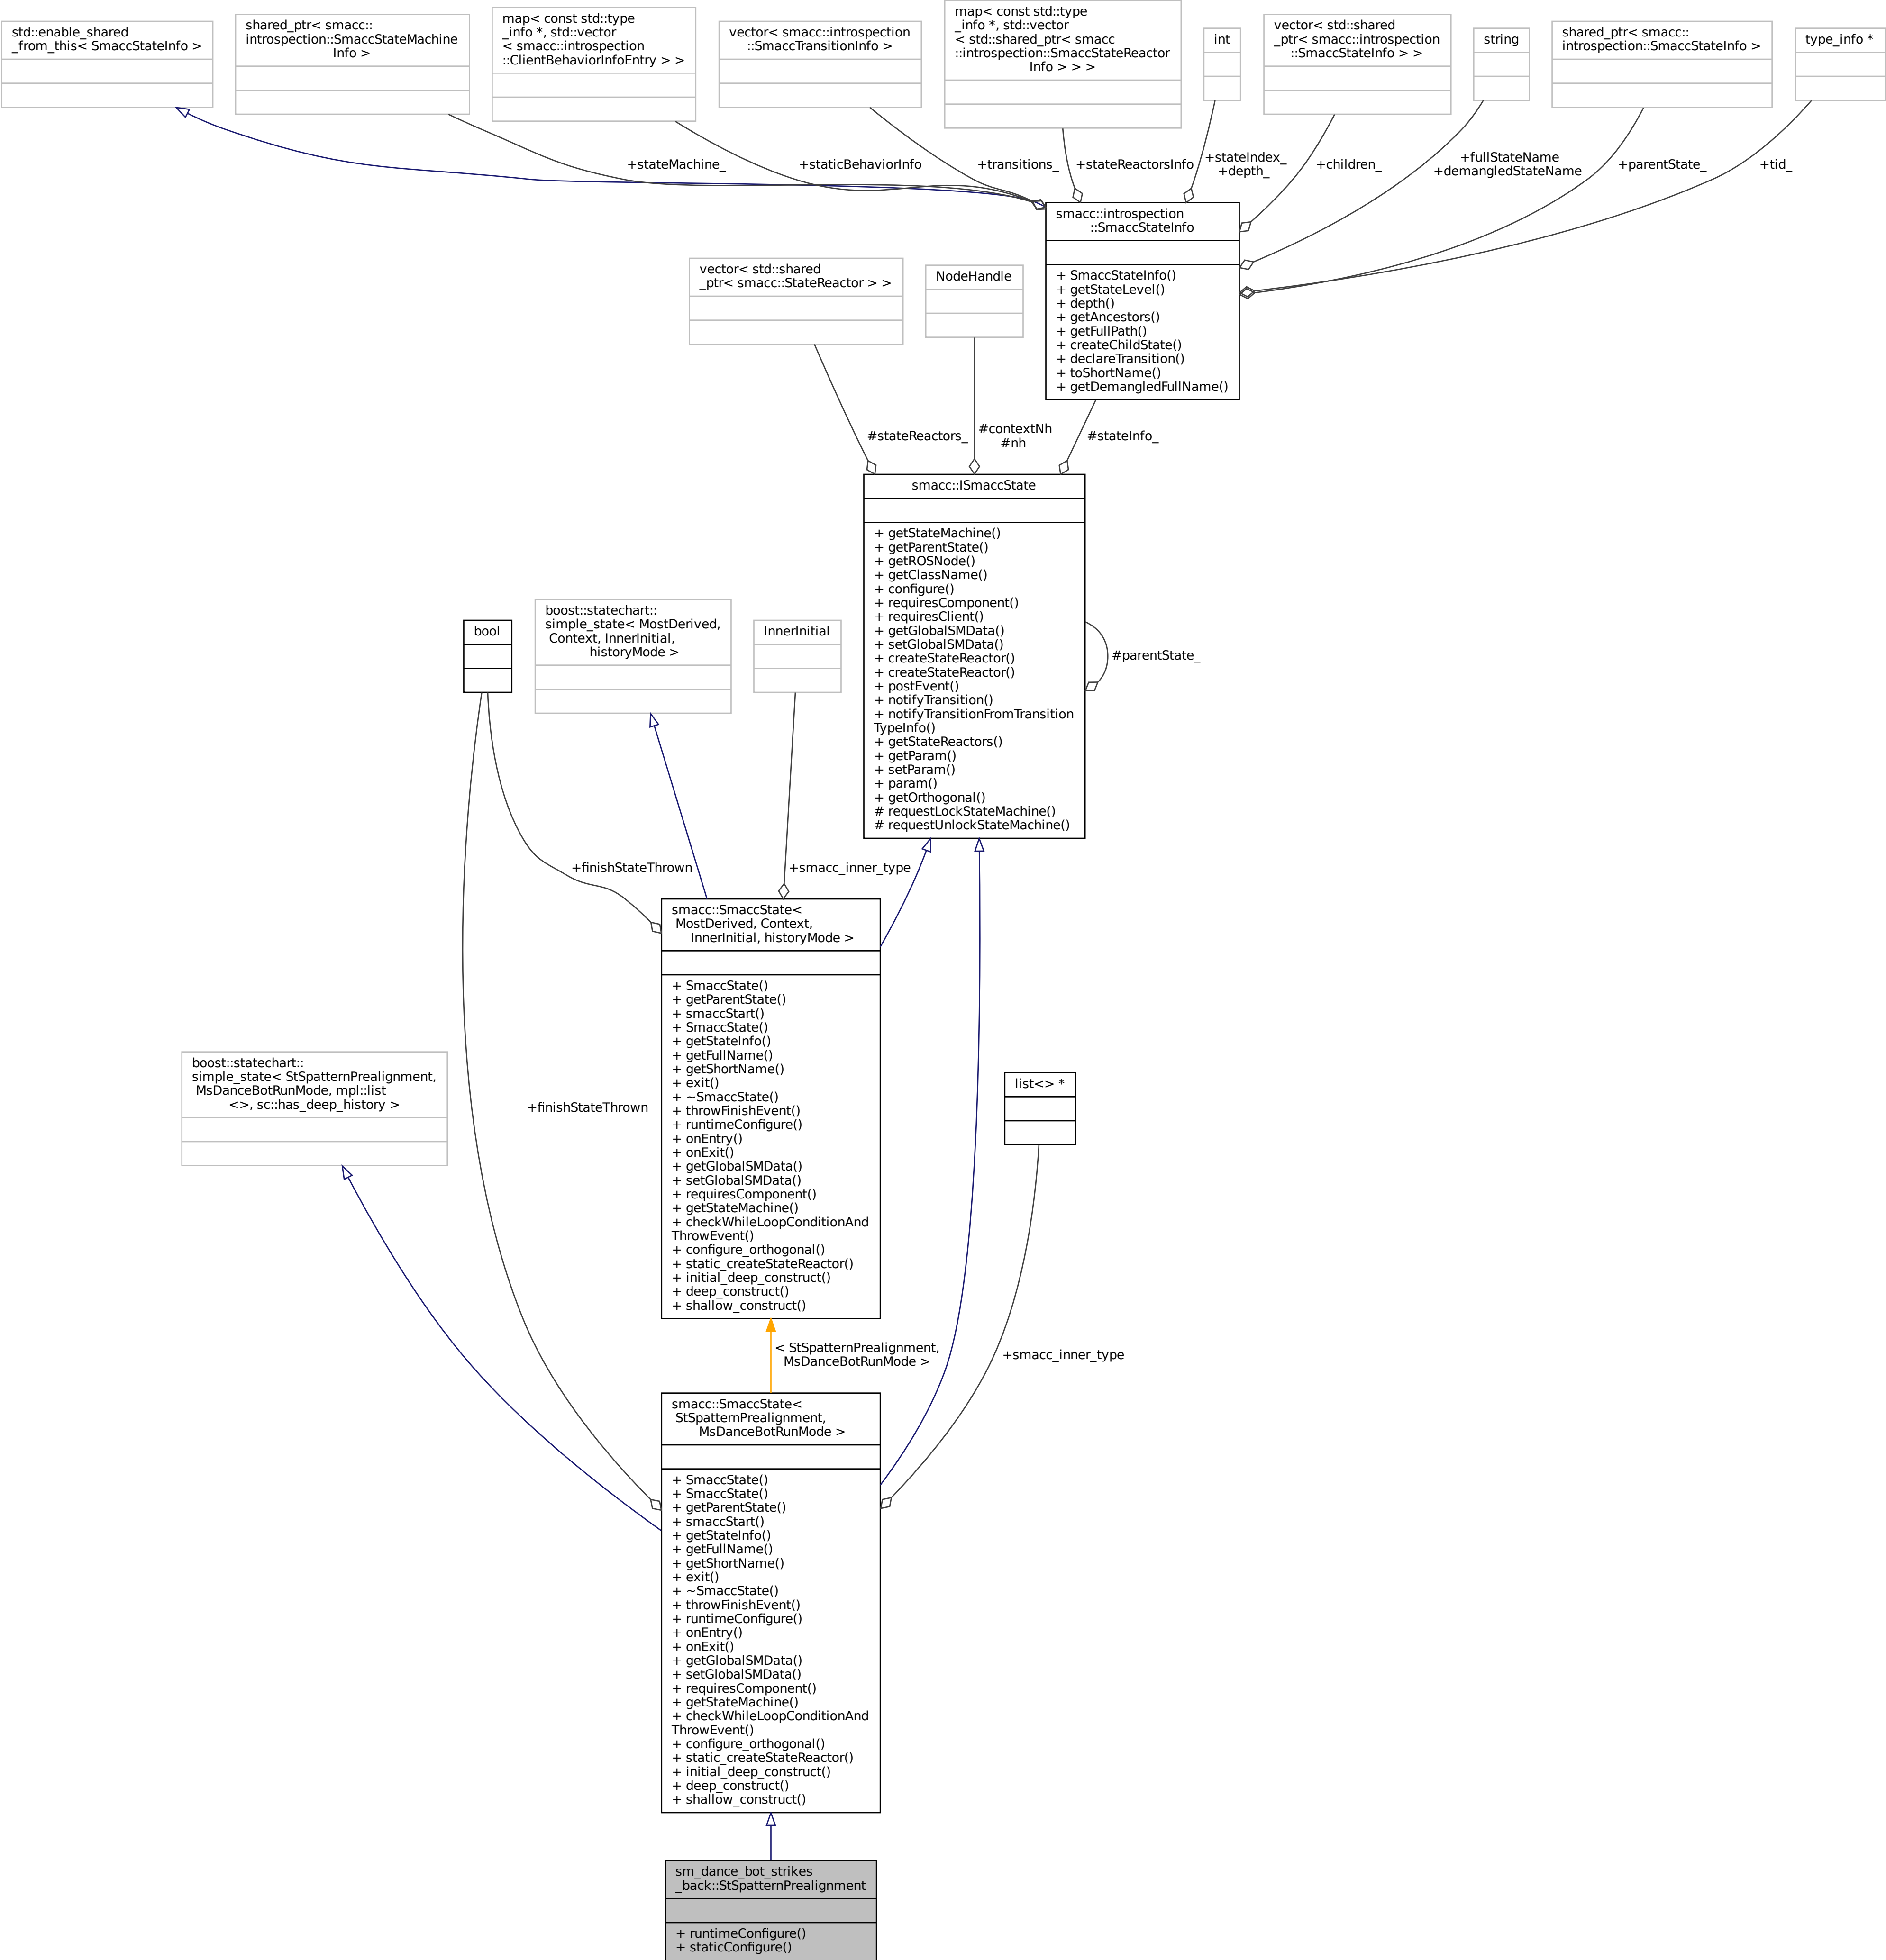 std::enable_shared
_from_this< SmaccStateInfo >
shared_ptr< smacc::
introspection::SmaccStateMachine
Info >
map< const std::type
_info *, std::vector
< smacc::introspection
::ClientBehaviorInfoEntry > >
vector< smacc::introspection
::SmaccTransitionInfo >
map< const std::type
_info *, std::vector
< std::shared_ptr< smacc
::introspection::SmaccStateReactor
Info > > >
int
vector< std::shared
_ptr< smacc::introspection
::SmaccStateInfo > >
string
shared_ptr< smacc::
introspection::SmaccStateInfo >
type_info *
+stateMachine_
+staticBehaviorInfo
+transitions_
+stateReactorsInfo
+stateIndex_
+depth_
+children_
+fullStateName
+demangledStateName
+parentState_
+tid_
smacc::introspection
::SmaccStateInfo
+ SmaccStateInfo()
+ getStateLevel()
+ depth()
+ getAncestors()
+ getFullPath()
+ createChildState()
+ declareTransition()
+ toShortName()
+ getDemangledFullName()
vector< std::shared
_ptr< smacc::StateReactor > >
NodeHandle
#stateReactors_
#contextNh
#nh
#stateInfo_
smacc::ISmaccState
+ getStateMachine()
+ getParentState()
+ getROSNode()
+ getClassName()
+ configure()
+ requiresComponent()
+ requiresClient()
+ getGlobalSMData()
+ setGlobalSMData()
+ createStateReactor()
+ createStateReactor()
+ postEvent()
+ notifyTransition()
+ notifyTransitionFromTransition
TypeInfo()
+ getStateReactors()
+ getParam()
+ setParam()
+ param()
+ getOrthogonal()
# requestLockStateMachine()
# requestUnlockStateMachine()
#parentState_
bool
boost::statechart::
simple_state< MostDerived,
Context, InnerInitial,
historyMode >
InnerInitial
+finishStateThrown
+smacc_inner_type
smacc::SmaccState<
MostDerived, Context,
InnerInitial, historyMode >
+ SmaccState()
+ getParentState()
+ smaccStart()
+ SmaccState()
+ getStateInfo()
+ getFullName()
+ getShortName()
+ exit()
+ ~SmaccState()
+ throwFinishEvent()
+ runtimeConfigure()
+ onEntry()
+ onExit()
+ getGlobalSMData()
+ setGlobalSMData()
+ requiresComponent()
+ getStateMachine()
+ checkWhileLoopConditionAnd
ThrowEvent()
+ configure_orthogonal()
+ static_createStateReactor()
+ initial_deep_construct()
+ deep_construct()
+ shallow_construct()
boost::statechart::
simple_state< StSpatternPrealignment,
MsDanceBotRunMode, mpl::list
<>, sc::has_deep_history >
+finishStateThrown
list<> *
< StSpatternPrealignment,
MsDanceBotRunMode >
+smacc_inner_type
smacc::SmaccState<
StSpatternPrealignment,
MsDanceBotRunMode >
+ SmaccState()
+ SmaccState()
+ getParentState()
+ smaccStart()
+ getStateInfo()
+ getFullName()
+ getShortName()
+ exit()
+ ~SmaccState()
+ throwFinishEvent()
+ runtimeConfigure()
+ onEntry()
+ onExit()
+ getGlobalSMData()
+ setGlobalSMData()
+ requiresComponent()
+ getStateMachine()
+ checkWhileLoopConditionAnd
ThrowEvent()
+ configure_orthogonal()
+ static_createStateReactor()
+ initial_deep_construct()
+ deep_construct()
+ shallow_construct()
sm_dance_bot_strikes
_back::StSpatternPrealignment
+ runtimeConfigure()
+ staticConfigure()